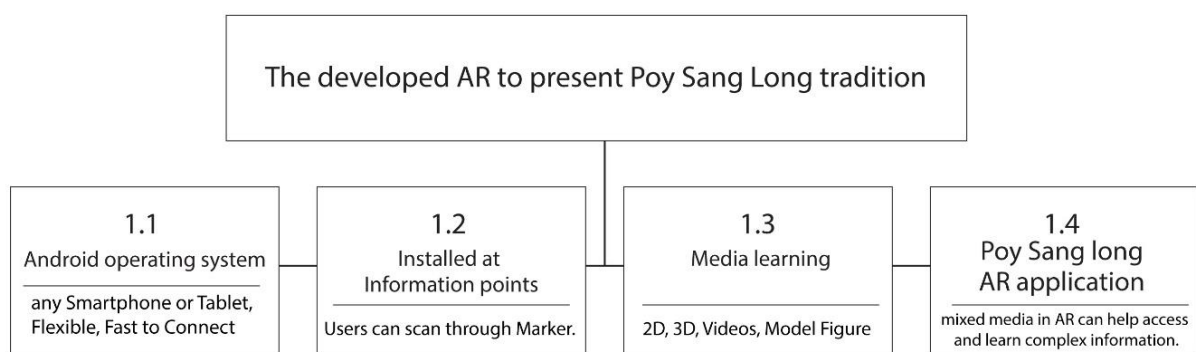 The developed AR to present Poy Sang Long tradition
1.1
Android operating system
any Smartphone or Tablet,
Flexible, Fast to Connect
1.2
Installed at
Information points
Users can scan through Marker.
1.3
Media learning
2D, 3D, Videos, Model Figure
1.4
Poy Sang long
AR application
mixed media in AR can help access
and learn complex information.